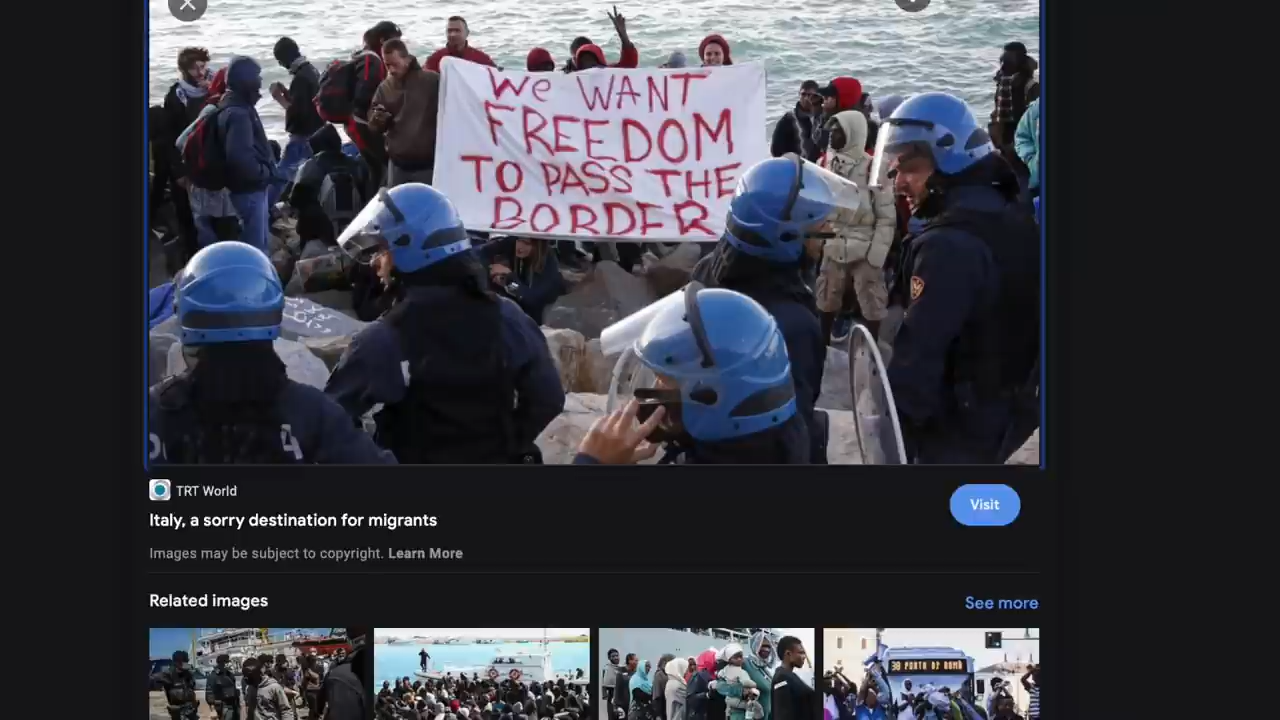 We WANT
FREEDOM
TO PASS THE
BORDER
4
TRT World
Visit
Italy, a sorry destination for migrants
Images may be subject to copyright. Learn More
Related images
See more